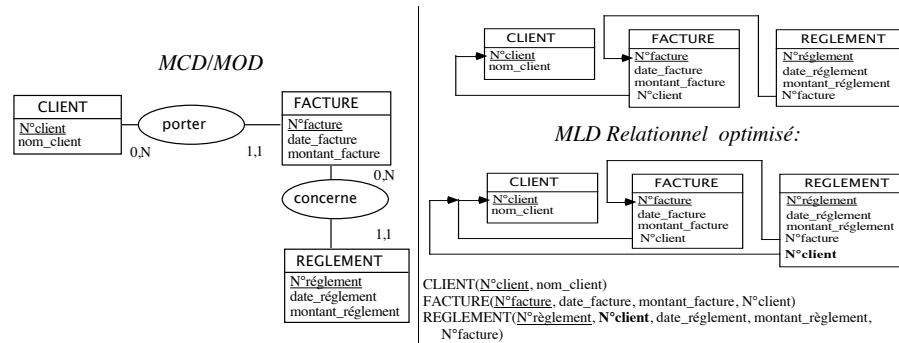 MCD/MOD
CLIENT
N°client
nom_client
0,N
porter
1,1
FACTURE
N°facture
date_facture
montant_facture
0,N
concerne
1,1
REGLEMENT
N°réglement
date_réglement
montant_réglement
CLIENT
N°client
nom_client
FACTURE
N°facture
date_facture
montant_facture
N°client
REGLEMENT
N°réglement
date_réglement
montant_réglement
N°facture
MLD Relationnel optimisé:
CLIENT
N°client
nom_client
FACTURE
N°facture
date_facture
montant_facture
N°client
REGLEMENT
N°réglement
date_réglement
montant_réglement
N°facture
N°client
CLIENT(N°client, nom_client)
FACTURE(N°facture, date_facture, montant_facture, N°client)
REGLEMENT(N°règlement, N°client, date_réglement, montant_règlement,
N°facture)